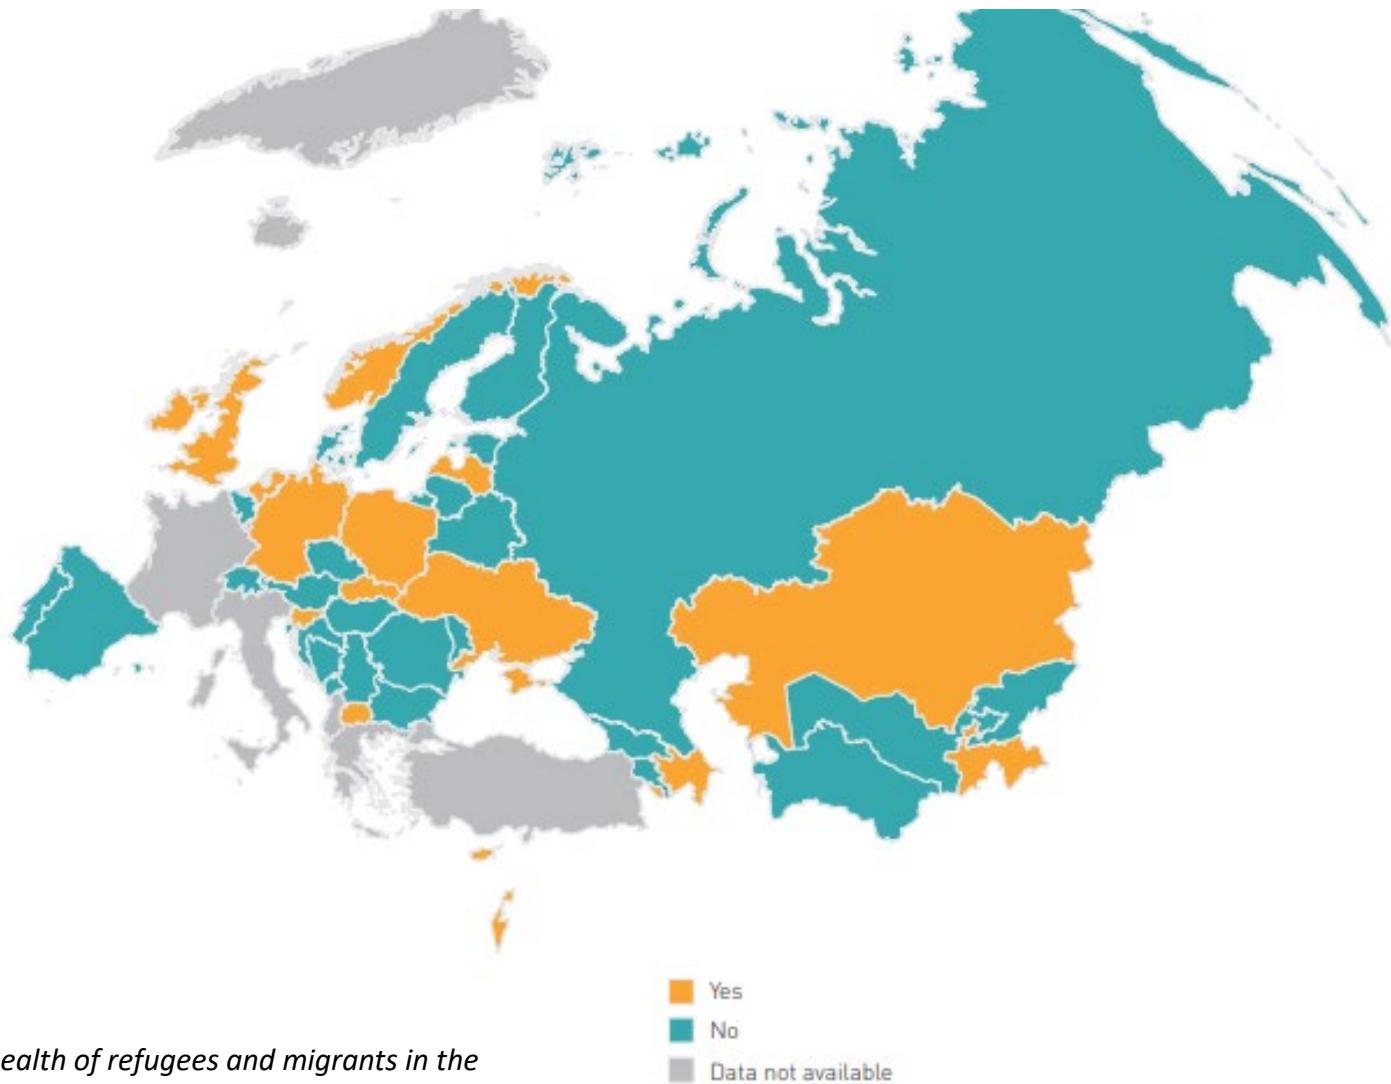 Yes
No
ealth of refugees and migrants in the
Data not available